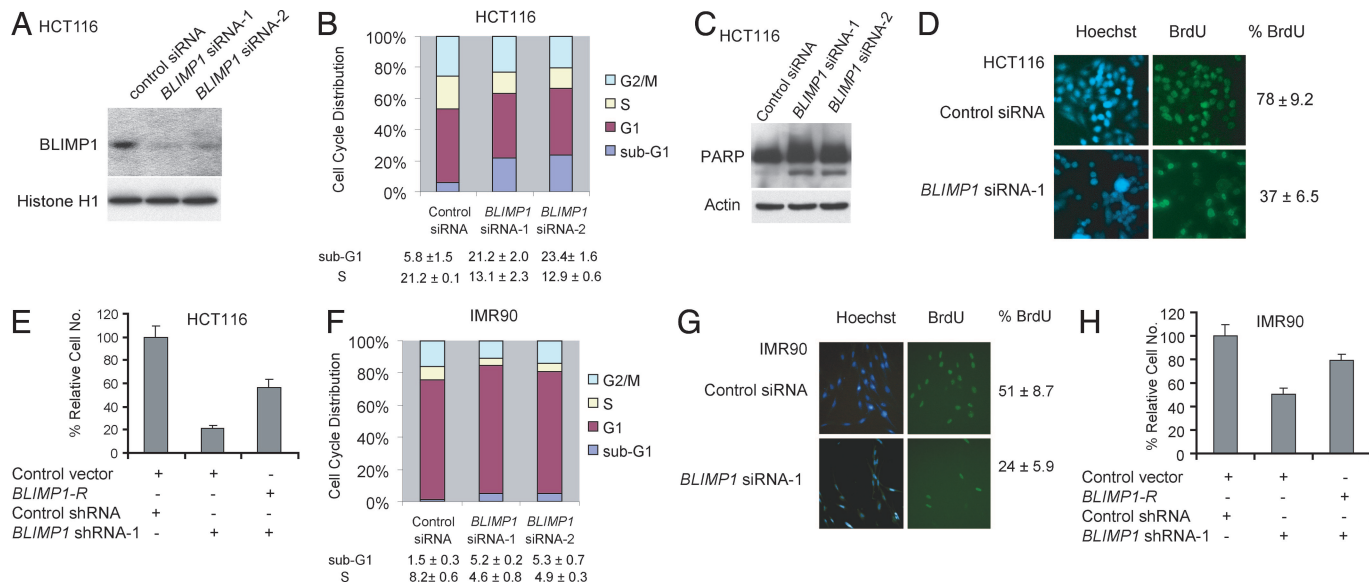 A
HCT116
control siRNA
BLIMP1 siRNA-1
BLIMP1 siRNA-2
BLIMP1
Histone H1
B
HCT116
Cell Cycle Distribution
100%
80%
60%
40%
20%
0%
G2/M
S
G1
sub-G1
Control siRNA
BLIMP1 siRNA-1
BLIMP1 siRNA-2
sub-G1 5.8 ±1.5 21.2 ± 2.0 23.4± 1.6
S 21.2 ± 0.1 13.1 ± 2.3 12.9 ± 0.6
C
HCT116
Control siRNA
BLIMP1 siRNA-1
BLIMP1 siRNA-2
PARP
Actin
D
Hoechst BrdU % BrdU
HCT116
Control siRNA
78 ± 9.2
BLIMP1 siRNA-1
37 ± 6.5
E
HCT116
% Relative Cell No.
120
100
80
60
40
20
0
Control vector + + -
BLIMP1-R - - +
Control shRNA + - -
BLIMP1 shRNA-1 - + +
F
IMR90
Cell Cycle Distribution
100%
80%
60%
40%
20%
0%
G2/M
S
G1
sub-G1
Control siRNA
BLIMP1 siRNA-1
BLIMP1 siRNA-2
sub-G1 1.5 ± 0.3 5.2 ± 0.2 5.3 ± 0.7
S 8.2± 0.6 4.6 ± 0.8 4.9 ± 0.3
G
Hoechst BrdU % BrdU
IMR90
Control siRNA
51 ± 8.7
BLIMP1 siRNA-1
24 ± 5.9
H
IMR90
% Relative Cell No.
120
100
80
60
40
20
0
Control vector + + -
BLIMP1-R - - +
Control shRNA + - -
BLIMP1 shRNA-1 - + +